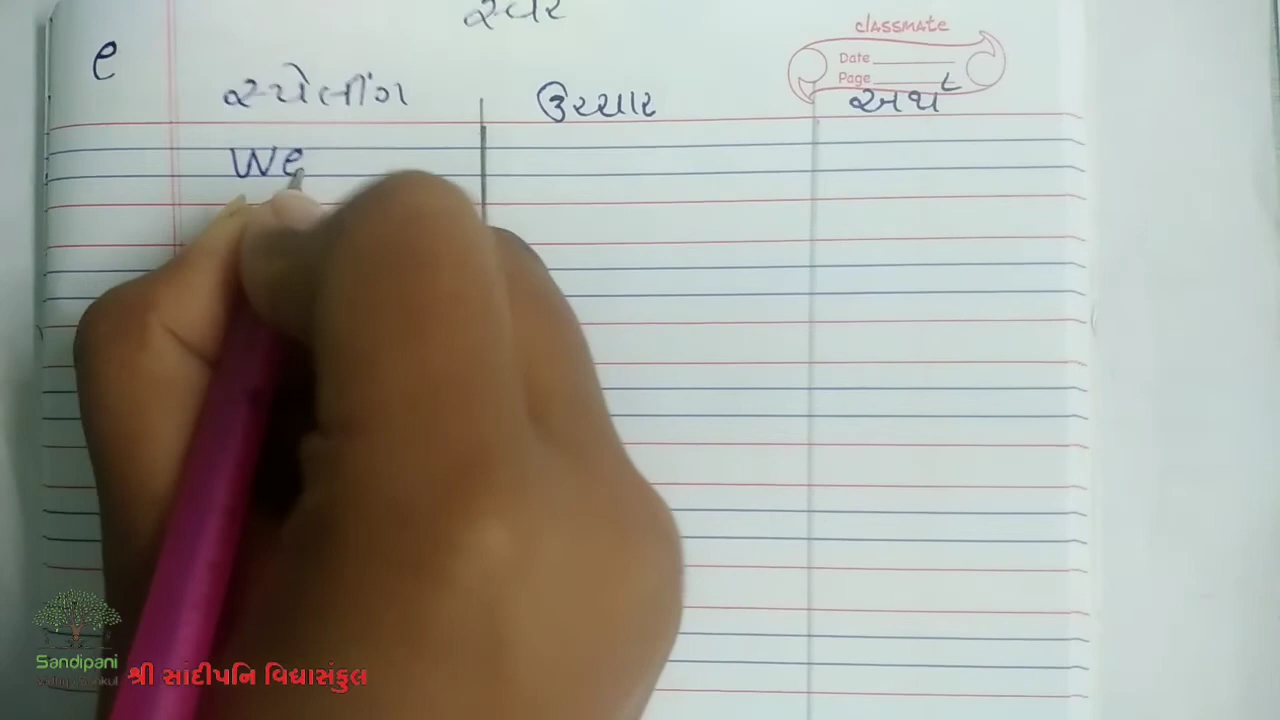 સ્વર
classmate
e
Date
Page
સ્પેલીંગ ઉચ્ચાર અર્થ
We
Sandipani
શ્રી સાંદીપનિ વિદ્યાસંકુલ